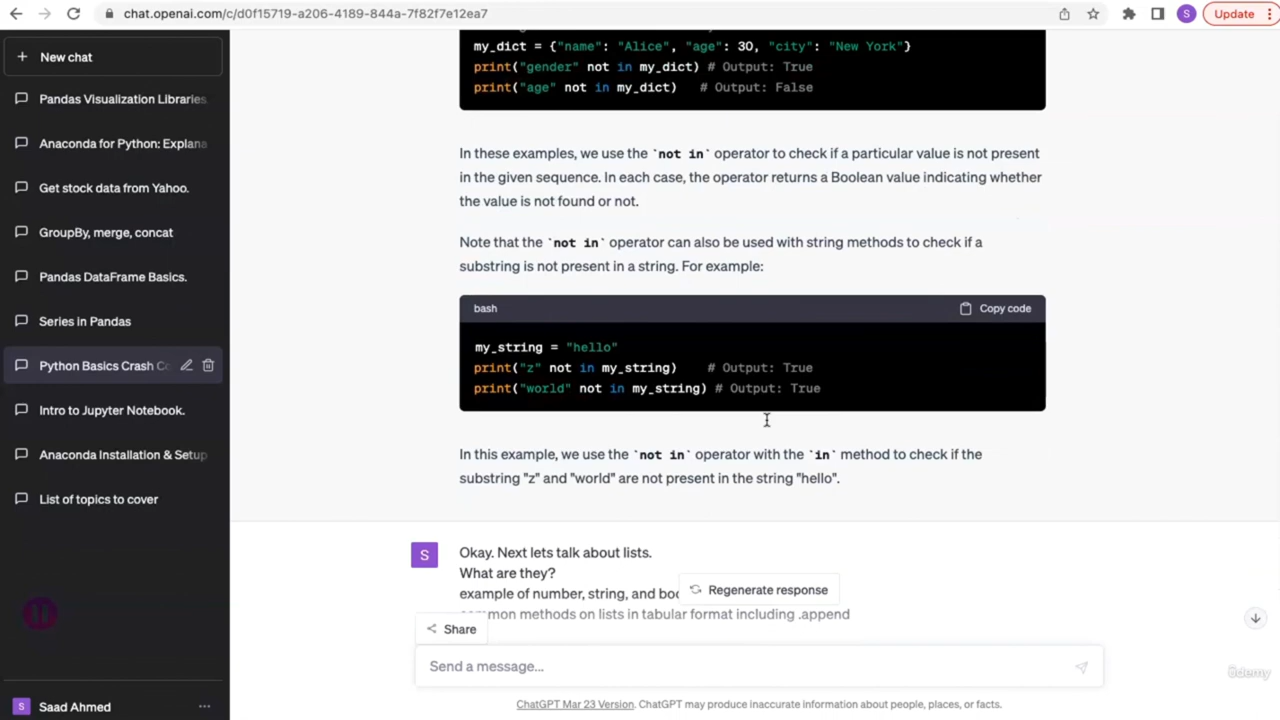 chat.openai.com/c/d0f15719-a206-4189-844a-7f82f7e12ea7
S
Update
New chat
Pandas Visualization Libraries
Anaconda for Python: Explana
Get stock data from Yahoo.
GroupBy, merge, concat
Pandas DataFrame Basics.
Series in Pandas
Python Basics Crash Co
Intro to Jupyter Notebook.
Anaconda Installation & Setup
List of topics to cover
S
Saad Ahmed
my_dict = {"name": "Alice", "age": 30, "city": "New York"}
print("gender" not in my_dict) # Output: True
print("age" not in my_dict)   # Output: False
In these examples, we use the `not in` operator to check if a particular value is not present
in the given sequence. In each case, the operator returns a Boolean value indicating whether
the value is not found or not.
Note that the `not in` operator can also be used with string methods to check if a
substring is not present in a string. For example:
bash
Copy code
my_string = "hello"
print("z" not in my_string)    # Output: True
print("world" not in my_string) # Output: True
In this example, we use the `not in` operator with the `in` method to check if the
substring "z" and "world" are not present in the string "hello".
S
Okay. Next lets talk about lists.
What are they?
example of number, string, and boo
Regenerate response
common methods on lists in tabular format including .append
Share
Send a message...
ChatGPT Mar 23 Version. ChatGPT may produce inaccurate information about people, places, or facts.
ûdemy